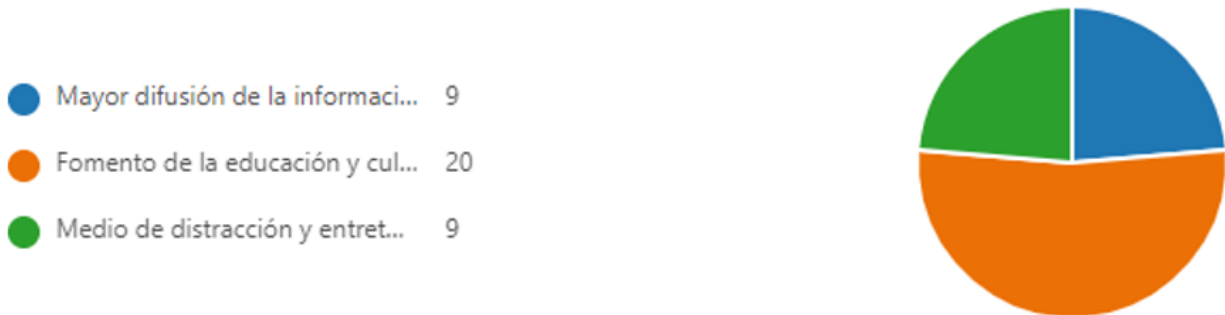 Mayor difusión de la informaci... 9
Fomento de la educación y cul... 20
Medio de distracción y entret... 9